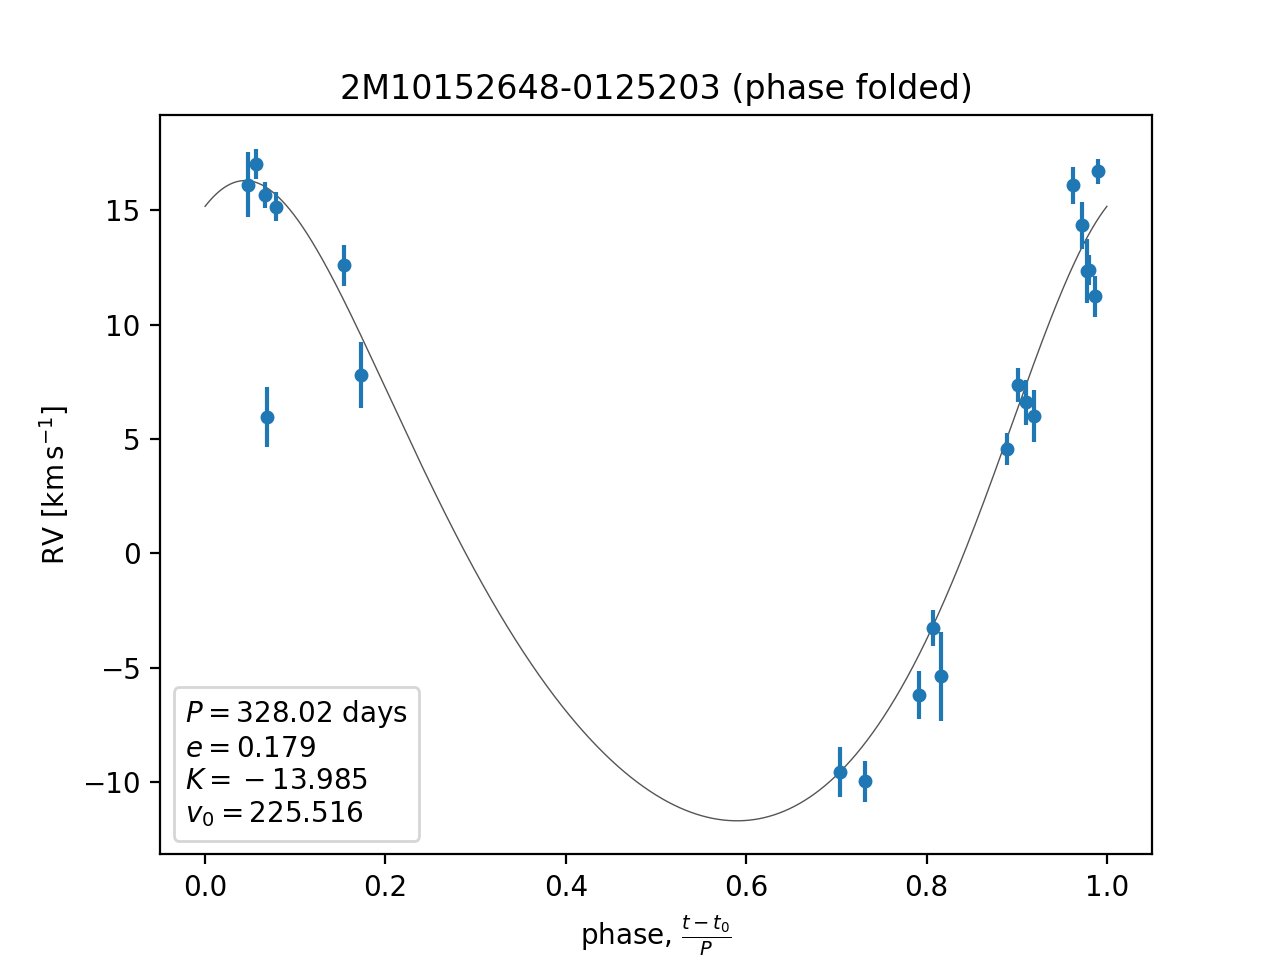 2M10152648-0125203 (phase folded)
RV [km s⁻¹]
15
10
5
0
−5
−10
P = 328.02 days
e = 0.179
K = −13.985
v₀ = 225.516
0.0 0.2 0.4 0.6 0.8 1.0
phase, (t − t₀)/P